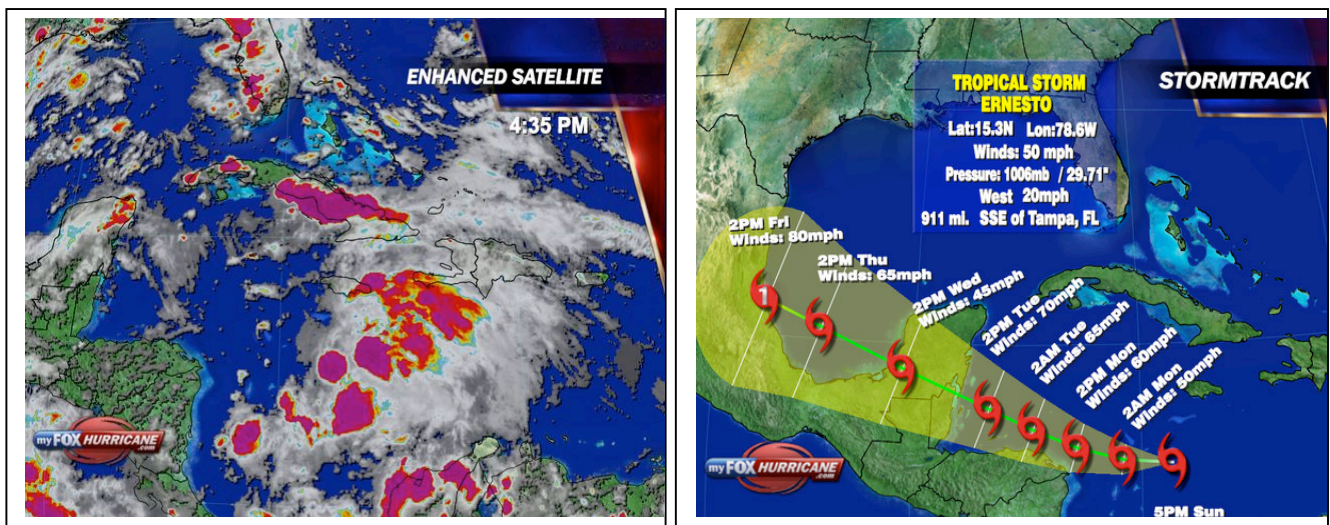 ENHANCED SATELLITE
4:35 PM
myFOXHURRICANE
.com
STORMTRACK
TROPICAL STORM
ERNESTO
Lat:15.3N Lon:78.6W
Winds: 50 mph
Pressure: 1006mb / 29.71"
West 20mph
911 mi. SSE of Tampa, FL
2PM Fri
Winds: 80mph
2PM Thu
Winds: 65mph
2PM Wed
Winds: 45mph
2PM Tue
Winds: 70mph
2AM Tue
Winds: 65mph
2PM Mon
Winds: 60mph
2AM Mon
Winds: 50mph
1
5PM Sun
myFOXHURRICANE
.com